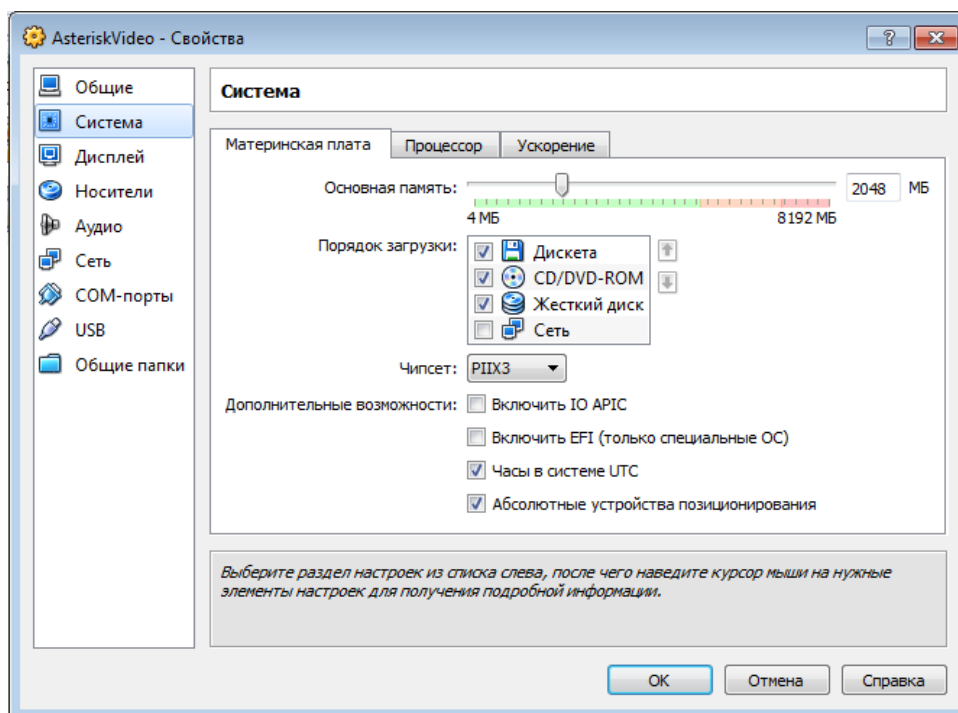 AsteriskVideo - Свойства
Общие
Система
Дисплей
Носители
Аудио
Сеть
COM-порты
USB
Общие папки
Система
Материнская плата Процессор Ускорение
Основная память: 2048 МБ
4 МБ 8192 МБ
Порядок загрузки:
Дискета
CD/DVD-ROM
Жесткий диск
Сеть
Чипсет: PIIX3
Дополнительные возможности: Включить IO APIC
Включить EFI (только специальные ОС)
Часы в системе UTC
Абсолютные устройства позиционирования
Выберите раздел настроек из списка слева, после чего наведите курсор мыши на нужные
элементы настроек для получения подробной информации.
OK Отмена Справка